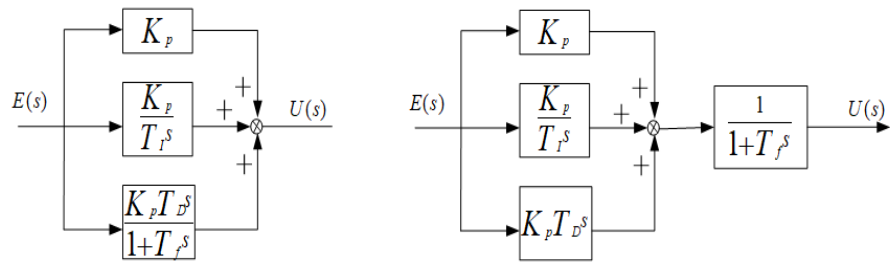 K_p
E(s)
K_p
T_I s
+
+
+
U(s)
K_p T_D s
1+T_f s
K_p
E(s)
K_p
T_I s
+
+
+
1
1+T_f s
U(s)
K_p T_D s